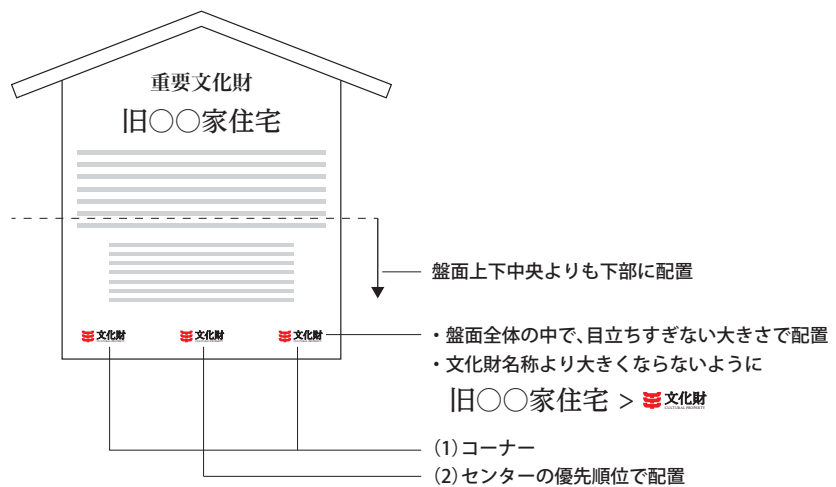 重要文化財
旧○○家住宅
盤面上下中央よりも下部に配置
文化財 文化財 文化財
・盤面全体の中で、目立ちすぎない大きさで配置
・文化財名称より大きくならないように
旧○○家住宅 > 文化財
CULTURAL PROPERTY
(1)コーナー
(2)センターの優先順位で配置